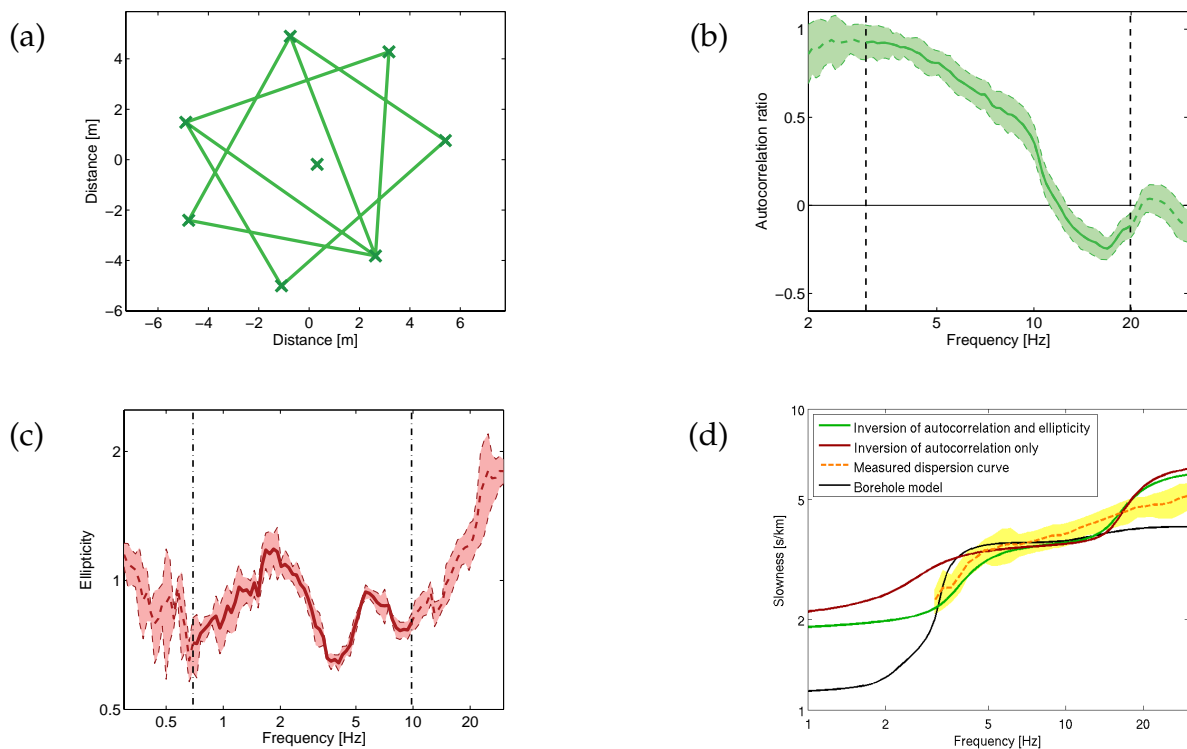 (a)
4
2
0
−2
−4
−6
Distance [m]
−6 −4 −2 0 2 4 6
Distance [m]
(b)
1
0.5
0
−0.5
Autocorrelation ratio
2 5 10 20
Frequency [Hz]
(c)
2
1
0.5
Ellipticity
0.5 1 2 5 10 20
Frequency [Hz]
(d)
10
5
2
1
Slowness [s/km]
Inversion of autocorrelation and ellipticity
Inversion of autocorrelation only
Measured dispersion curve
Borehole model
1 2 5 10 20
Frequency [Hz]